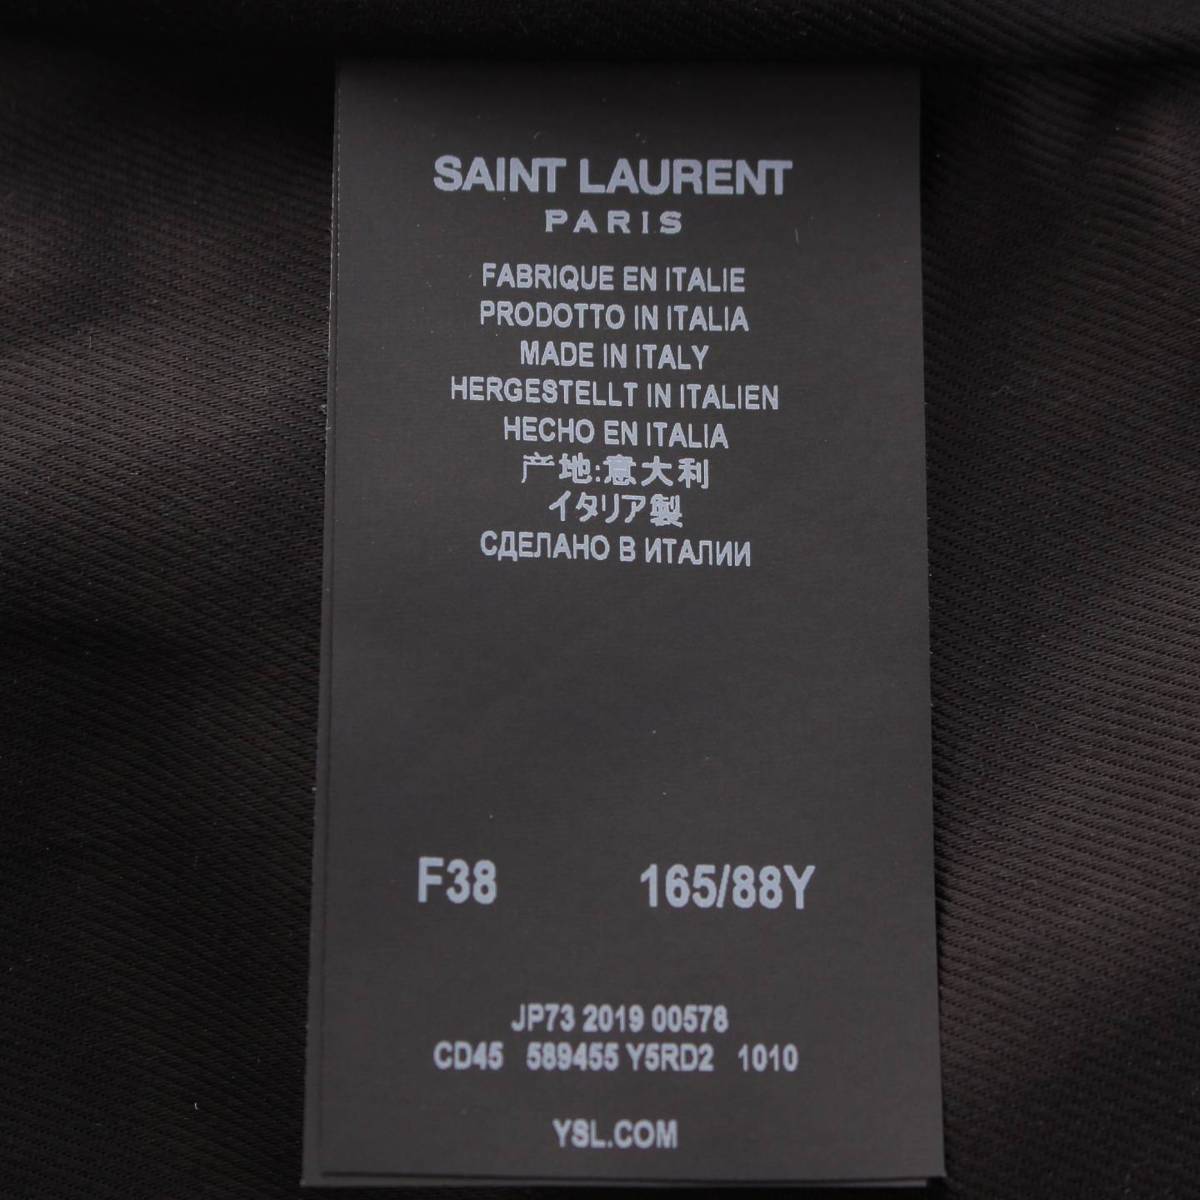 SAINT LAURENT
PARIS
FABRIQUE EN ITALIE
PRODOTTO IN ITALIA
MADE IN ITALY
HERGESTELLT IN ITALIEN
HECHO EN ITALIA
产地:意大利
イタリア製
СДЕЛАНО В ИТАЛИИ
F38 165/88Y
JP73 2019 00578
CD45 589455 Y5RD2 1010
YSL.COM